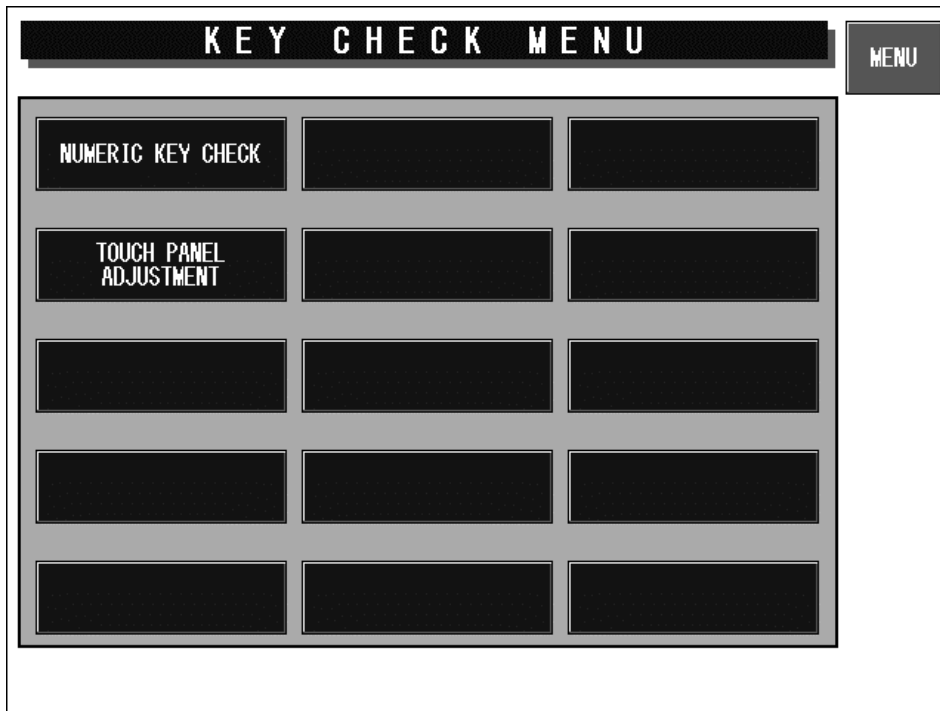 KEY CHECK MENU
MENU
NUMERIC KEY CHECK
TOUCH PANEL
ADJUSTMENT